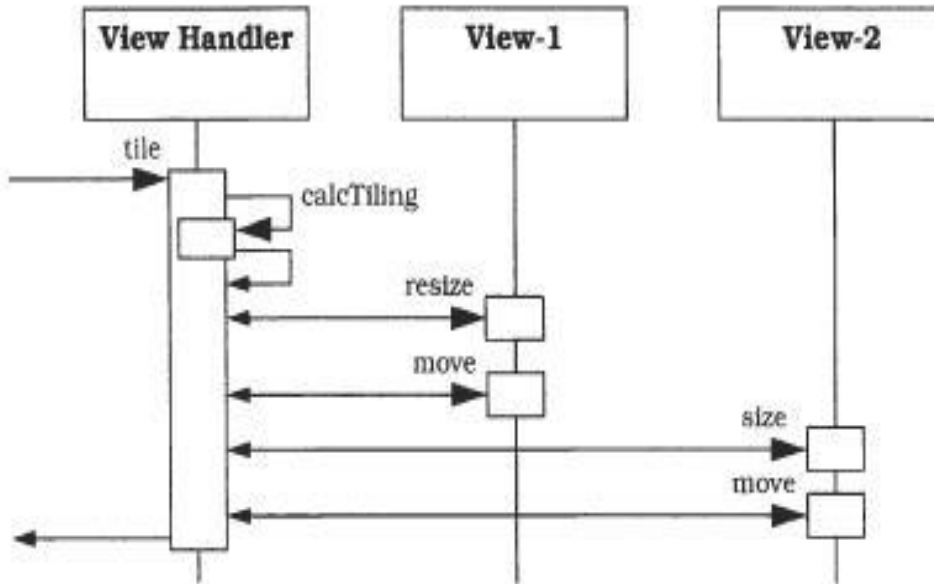 View Handler
View-1
View-2
tile
calcTiling
resize
move
size
move